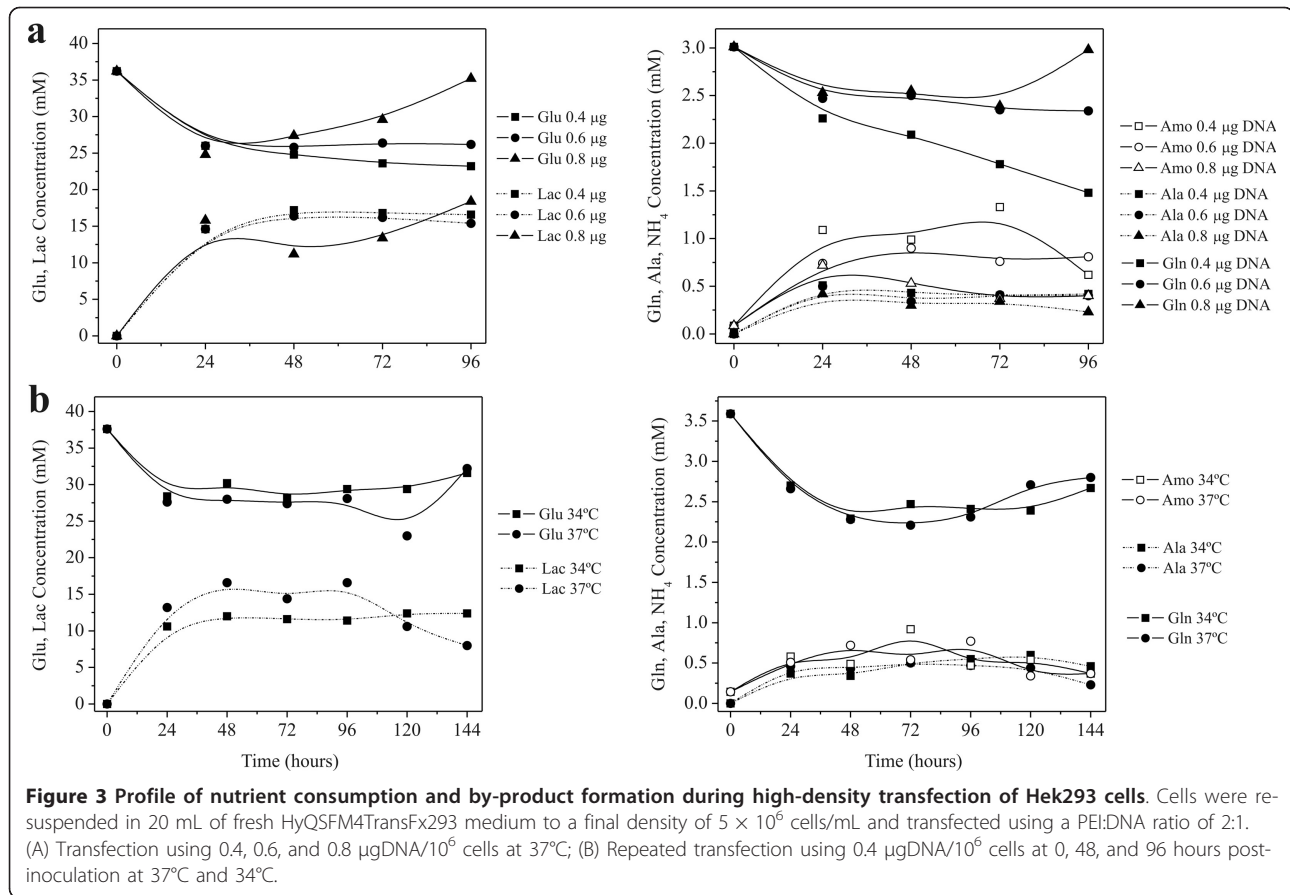 a
Glu, Lac Concentration (mM)
40
35
30
25
20
15
10
5
0
0 24 48 72 96
Glu 0.4 µg
Glu 0.6 µg
Glu 0.8 µg
Lac 0.4 µg
Lac 0.6 µg
Lac 0.8 µg
Gln, Ala, NH4 Concentration (mM)
3.0
2.5
2.0
1.5
1.0
0.5
0.0
0 24 48 72 96
Amo 0.4 µg DNA
Amo 0.6 µg DNA
Amo 0.8 µg DNA
Ala 0.4 µg DNA
Ala 0.6 µg DNA
Ala 0.8 µg DNA
Gln 0.4 µg DNA
Gln 0.6 µg DNA
Gln 0.8 µg DNA
b
Glu, Lac Concentration (mM)
40
35
30
25
20
15
10
5
0
0 24 48 72 96 120 144
Time (hours)
Glu 34ºC
Glu 37ºC
Lac 34ºC
Lac 37ºC
Gln, Ala, NH4 Concentration (mM)
3.5
3.0
2.5
2.0
1.5
1.0
0.5
0.0
0 24 48 72 96 120 144
Time (hours)
Amo 34ºC
Amo 37ºC
Ala 34ºC
Ala 37ºC
Gln 34ºC
Gln 37ºC
Figure 3 Profile of nutrient consumption and by-product formation during high-density transfection of Hek293 cells. Cells were re-
suspended in 20 mL of fresh HyQSFM4TransFx293 medium to a final density of 5 × 10⁶ cells/mL and transfected using a PEI:DNA ratio of 2:1.
(A) Transfection using 0.4, 0.6, and 0.8 µgDNA/10⁶ cells at 37°C; (B) Repeated transfection using 0.4 µgDNA/10⁶ cells at 0, 48, and 96 hours post-
inoculation at 37°C and 34°C.